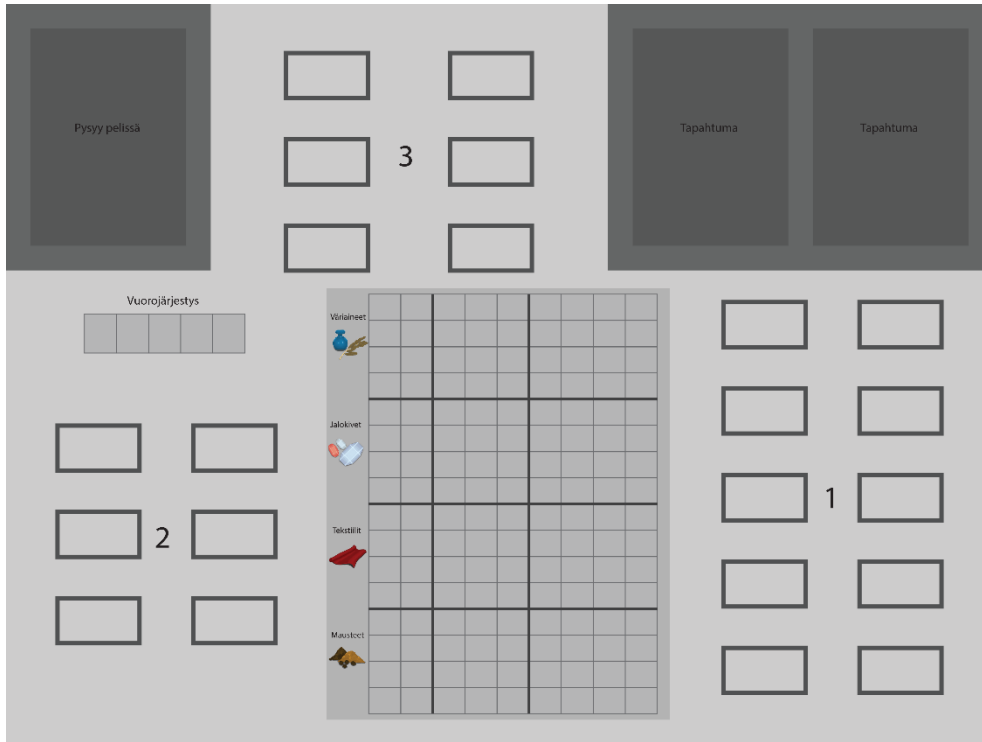 Pysyy pelissä
3
Tapahtuma
Tapahtuma
Vuorojärjestys
Väriaineet
Jalokivet
Tekstiilit
Mausteet
2
1